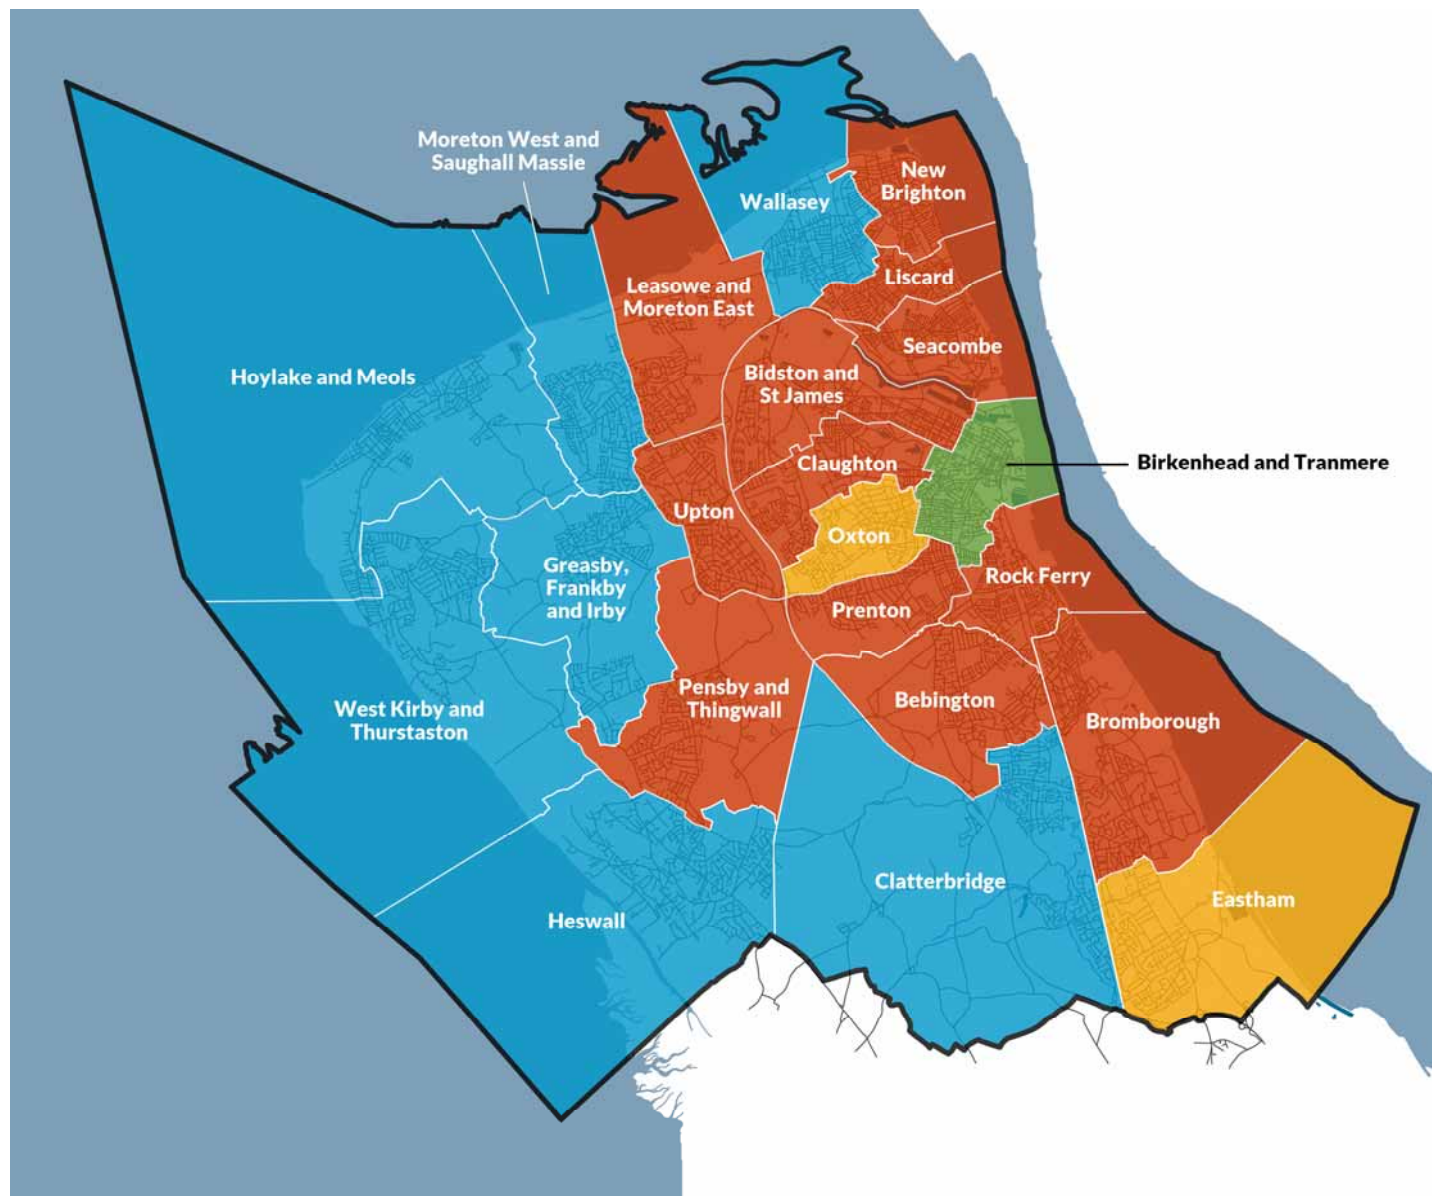 Moreton West and
Saughall Massie
New
Brighton
Wallasey
Liscard
Leasowe and
Moreton East
Seacombe
Hoylake and Meols
Bidston and
St James
Claughton
Birkenhead and Tranmere
Upton
Oxton
Greasby,
Frankby
and Irby
Rock Ferry
Prenton
Pensby and
Thingwall
Bebington
West Kirby and
Thurstaston
Bromborough
Clatterbridge
Eastham
Heswall